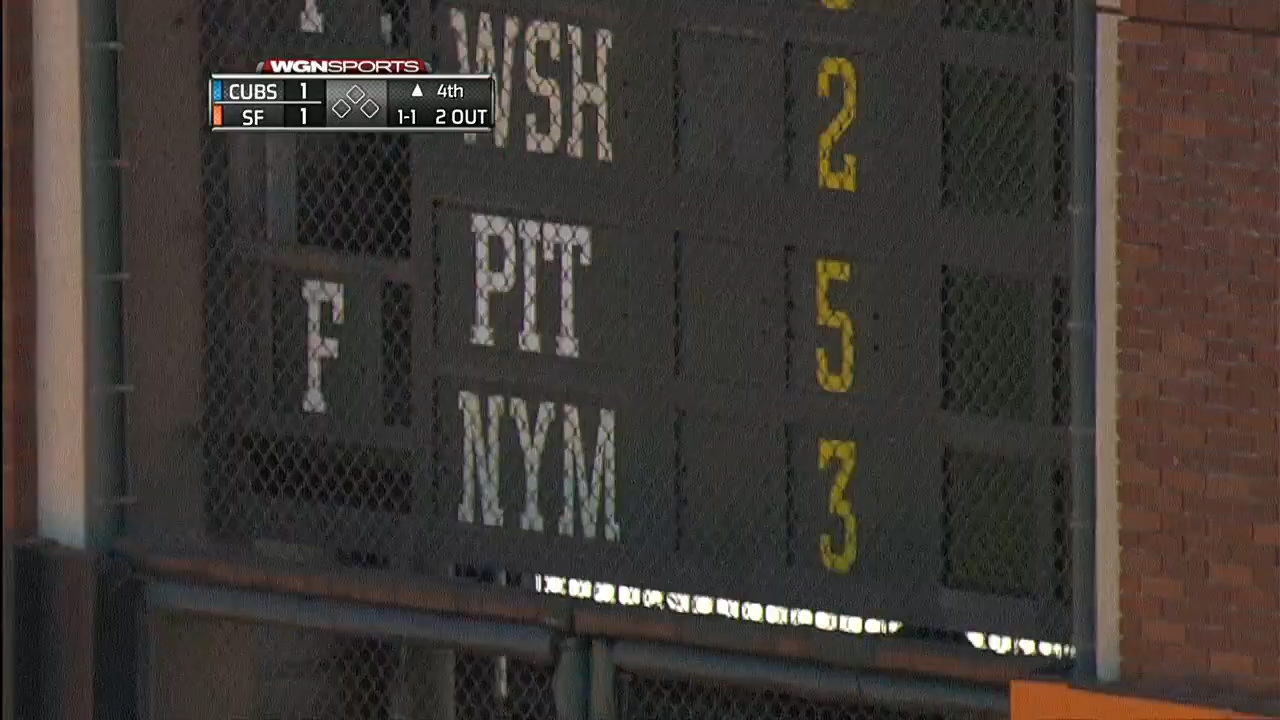 WGNSPORTS
CUBS 1 ▲ 4th
SF 1 1-1 2 OUT
WSH 2
PIT 5
F
NYM 3